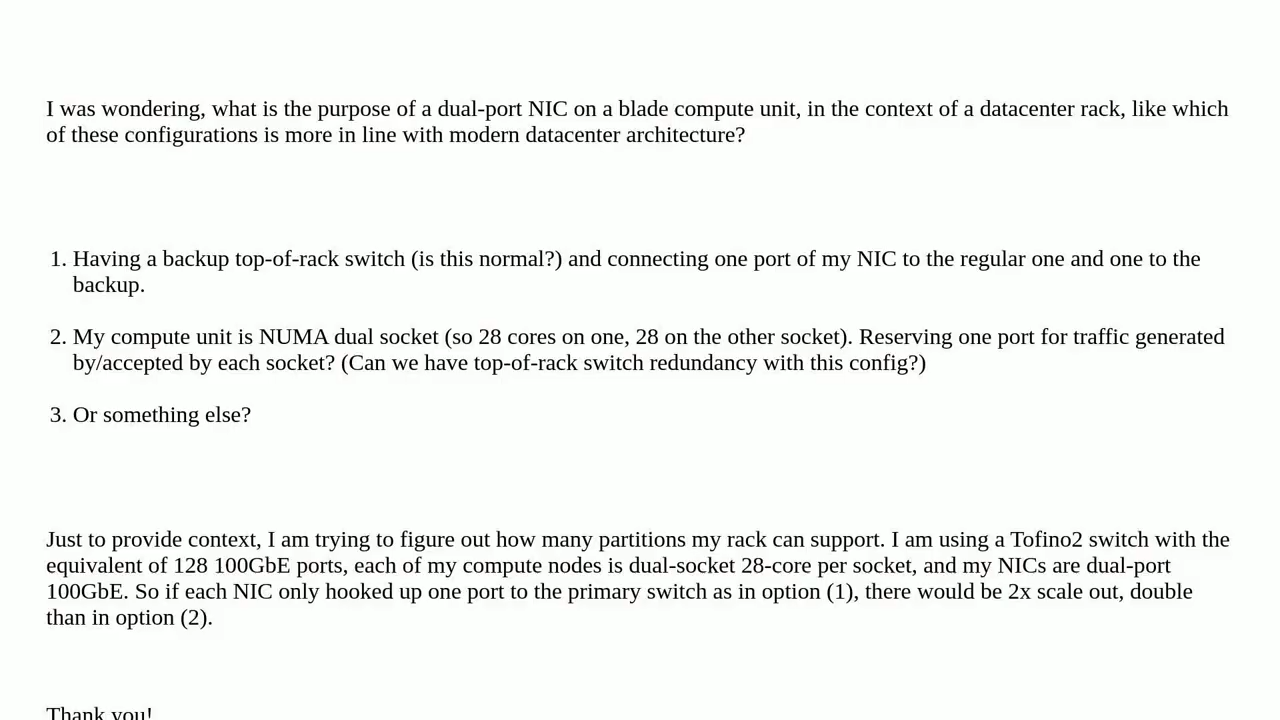 I was wondering, what is the purpose of a dual-port NIC on a blade compute unit, in the context of a datacenter rack, like which
of these configurations is more in line with modern datacenter architecture?
1. Having a backup top-of-rack switch (is this normal?) and connecting one port of my NIC to the regular one and one to the
backup.
2. My compute unit is NUMA dual socket (so 28 cores on one, 28 on the other socket). Reserving one port for traffic generated
by/accepted by each socket? (Can we have top-of-rack switch redundancy with this config?)
3. Or something else?
Just to provide context, I am trying to figure out how many partitions my rack can support. I am using a Tofino2 switch with the
equivalent of 128 100GbE ports, each of my compute nodes is dual-socket 28-core per socket, and my NICs are dual-port
100GbE. So if each NIC only hooked up one port to the primary switch as in option (1), there would be 2x scale out, double
than in option (2).
Thank you!